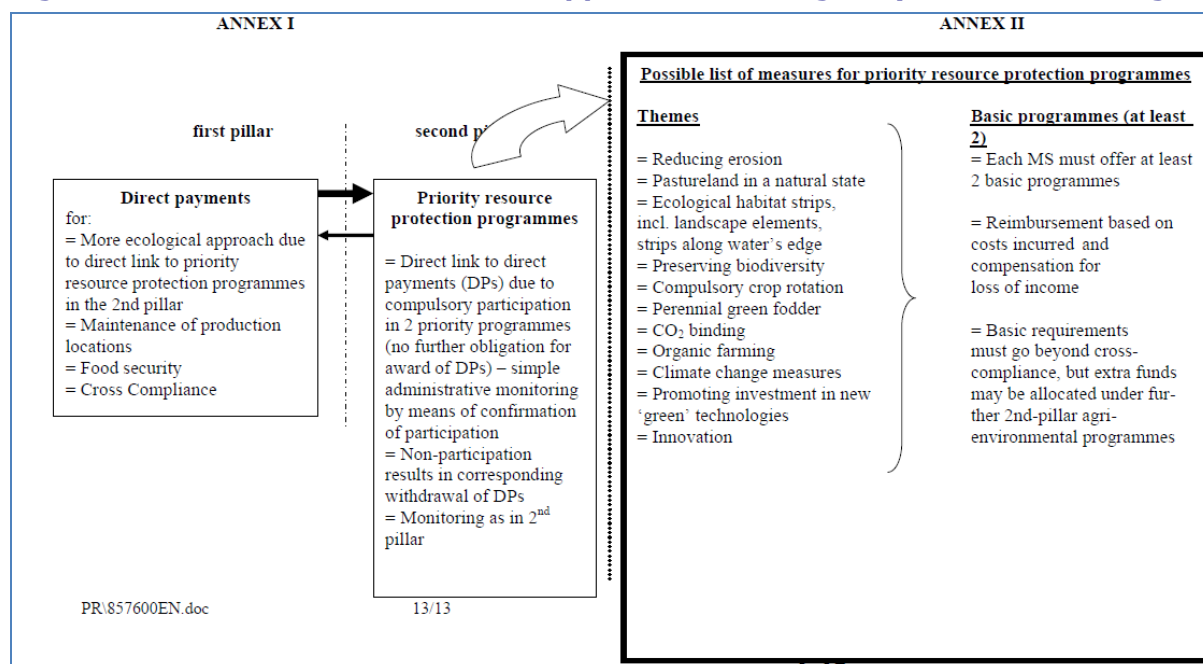 ANNEX I
first pillar
second pi
Direct payments
for:
= More ecological approach due
to direct link to priority
resource protection programmes
in the 2nd pillar
= Maintenance of production
locations
= Food security
= Cross Compliance
Priority resource
protection programmes
= Direct link to direct
payments (DPs) due to
compulsory participation
in 2 priority programmes
(no further obligation for
award of DPs) – simple
administrative monitoring
by means of confirmation
of participation
= Non-participation
results in corresponding
withdrawal of DPs
= Monitoring as in 2nd
pillar
PR\857600EN.doc
13/13
ANNEX II
Possible list of measures for priority resource protection programmes
Themes
= Reducing erosion
= Pastureland in a natural state
= Ecological habitat strips,
incl. landscape elements,
strips along water's edge
= Preserving biodiversity
= Compulsory crop rotation
= Perennial green fodder
= CO2 binding
= Organic farming
= Climate change measures
= Promoting investment in new
'green' technologies
= Innovation
Basic programmes (at least
2)
= Each MS must offer at least
2 basic programmes
= Reimbursement based on
costs incurred and
compensation for
loss of income
= Basic requirements
must go beyond cross-
compliance, but extra funds
may be allocated under fur-
ther 2nd-pillar agri-
environmental programmes